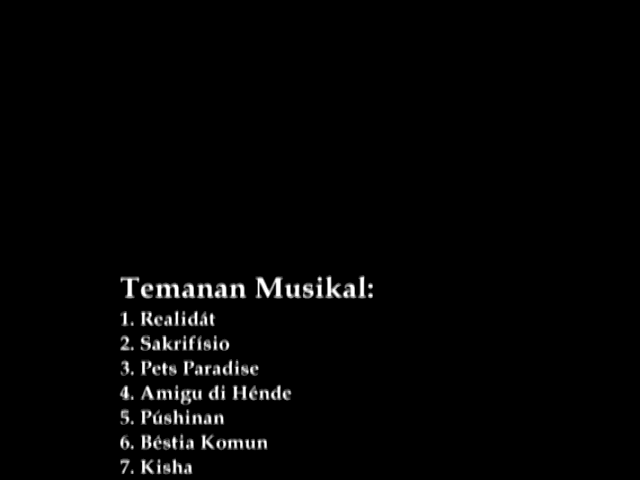 Temanan Musikal:
1. Realidát
2. Sakrifísio
3. Pets Paradise
4. Amigu di Hénde
5. Púshinan
6. Béstia Komun
7. Kisha